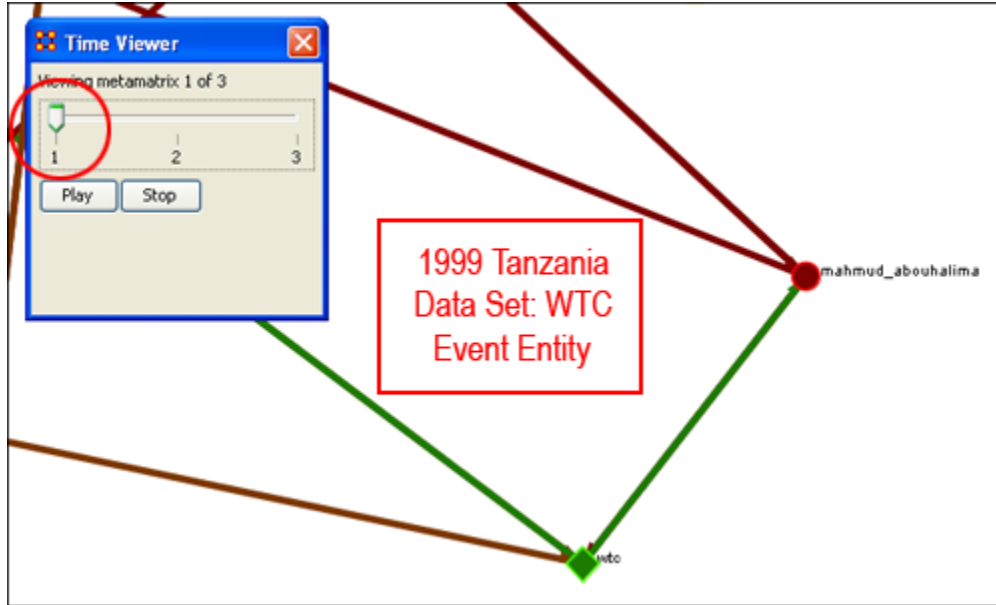 Time Viewer
Viewing metamatrix 1 of 3
1 2 3
Play Stop
1999 Tanzania
Data Set: WTC
Event Entity
mahmud_abouhalima
wtc